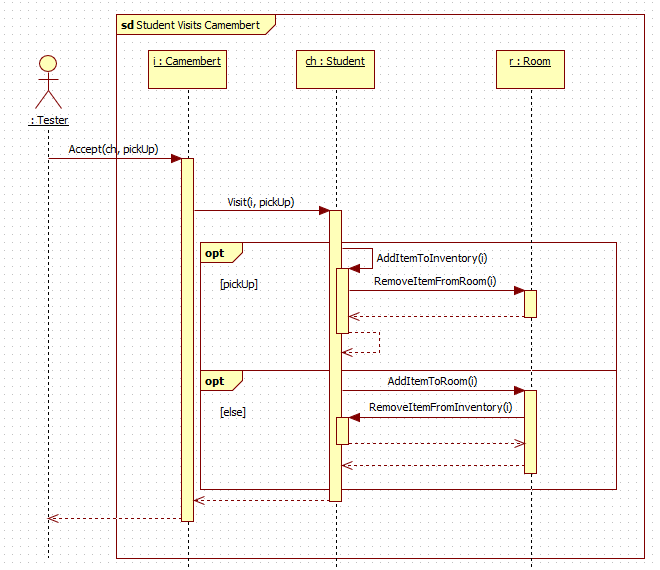 sd Student Visits Camembert
i : Camembert
ch : Student
r : Room
: Tester
Accept(ch, pickUp)
Visit(i, pickUp)
opt
AddItemToInventory(i)
[pickUp]
RemoveItemFromRoom(i)
opt
AddItemToRoom(i)
[else]
RemoveItemFromInventory(i)